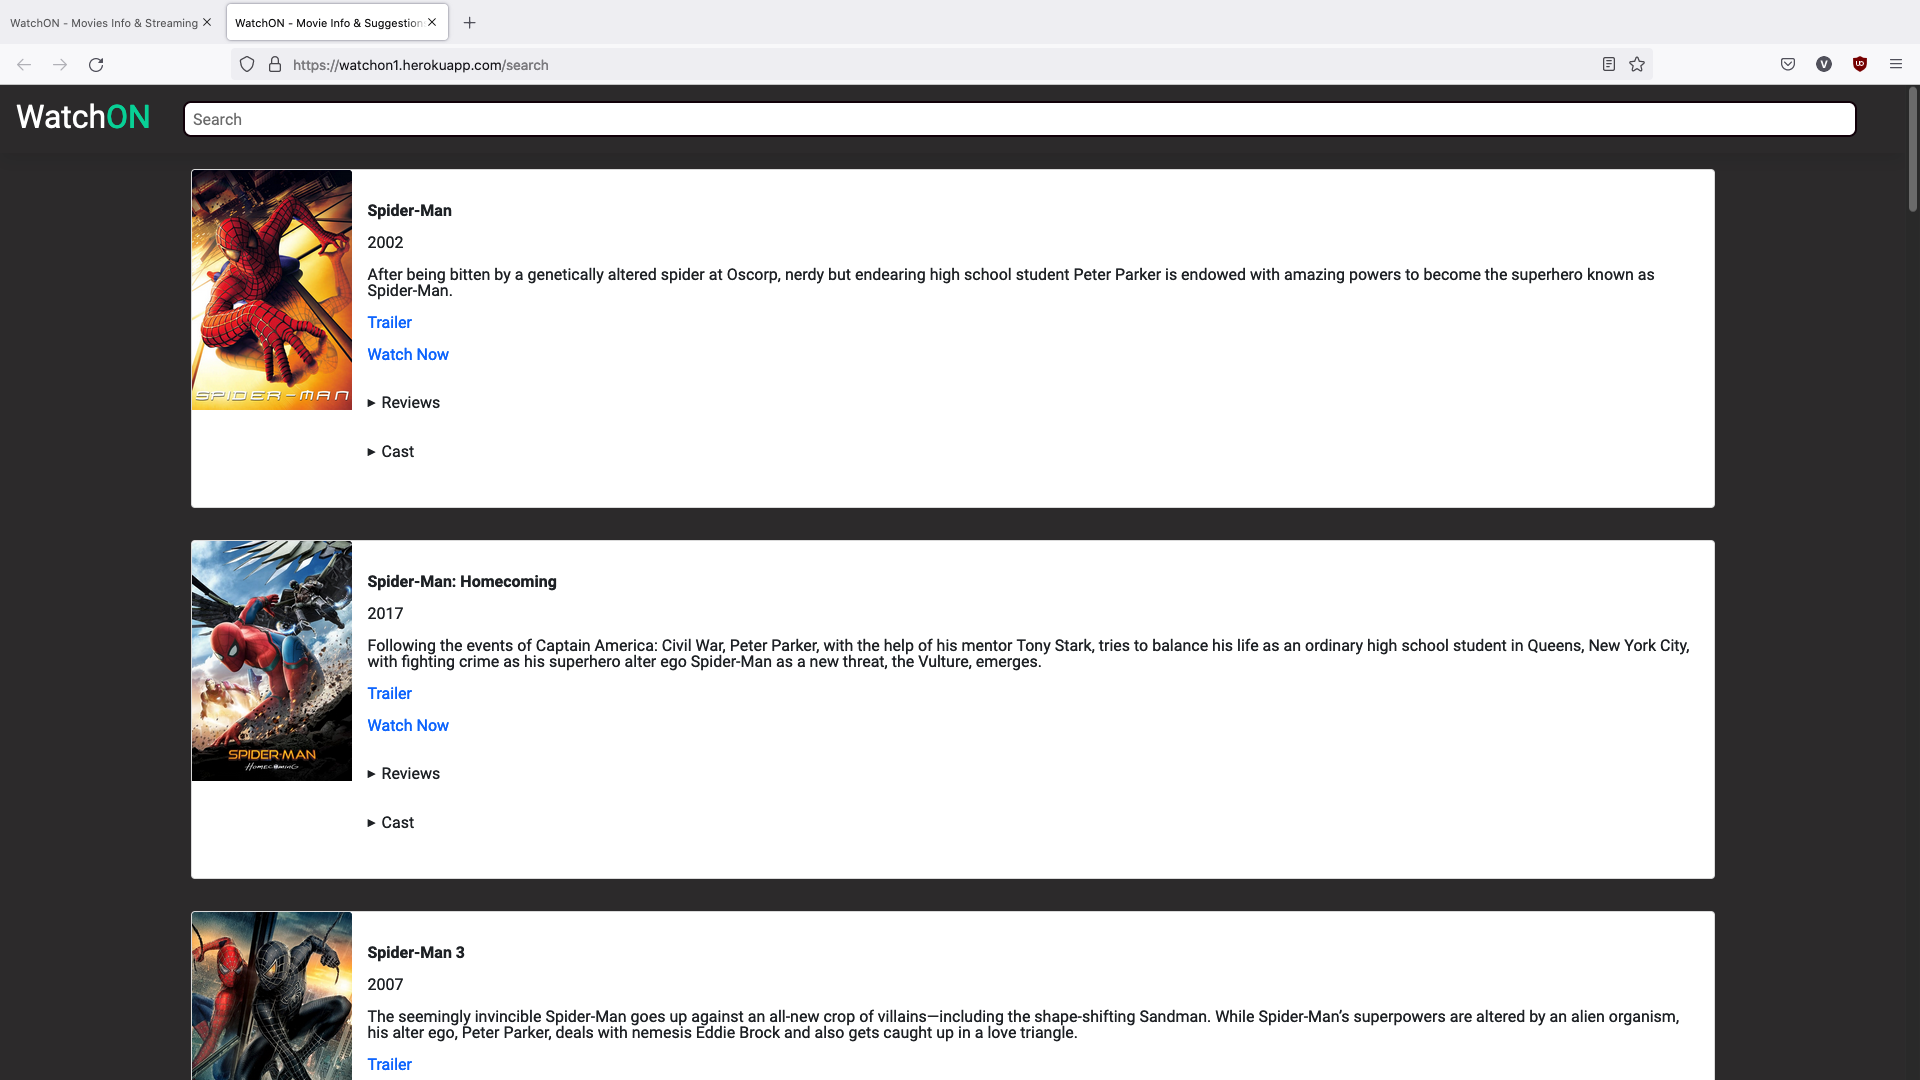 WatchON - Movies Info & Streaming
WatchON - Movie Info & Suggestion
https://watchon1.herokuapp.com/search
V
WatchON
Search
SPIDER-MAN
Spider-Man
2002
After being bitten by a genetically altered spider at Oscorp, nerdy but endearing high school student Peter Parker is endowed with amazing powers to become the superhero known as
Spider-Man.
Trailer
Watch Now
Reviews
Cast
SPIDER-MAN
HOMECOMING
Spider-Man: Homecoming
2017
Following the events of Captain America: Civil War, Peter Parker, with the help of his mentor Tony Stark, tries to balance his life as an ordinary high school student in Queens, New York City,
with fighting crime as his superhero alter ego Spider-Man as a new threat, the Vulture, emerges.
Trailer
Watch Now
Reviews
Cast
Spider-Man 3
2007
The seemingly invincible Spider-Man goes up against an all-new crop of villains—including the shape-shifting Sandman. While Spider-Man’s superpowers are altered by an alien organism,
his alter ego, Peter Parker, deals with nemesis Eddie Brock and also gets caught up in a love triangle.
Trailer